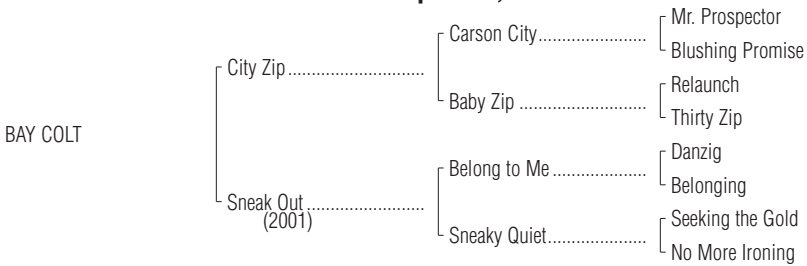 Mr. Prospector
Carson City
Blushing Promise
City Zip
Relaunch
Baby Zip
Thirty Zip
BAY COLT
Danzig
Belong to Me
Belonging
Sneak Out
(2001)
Seeking the Gold
Sneaky Quiet
No More Ironing